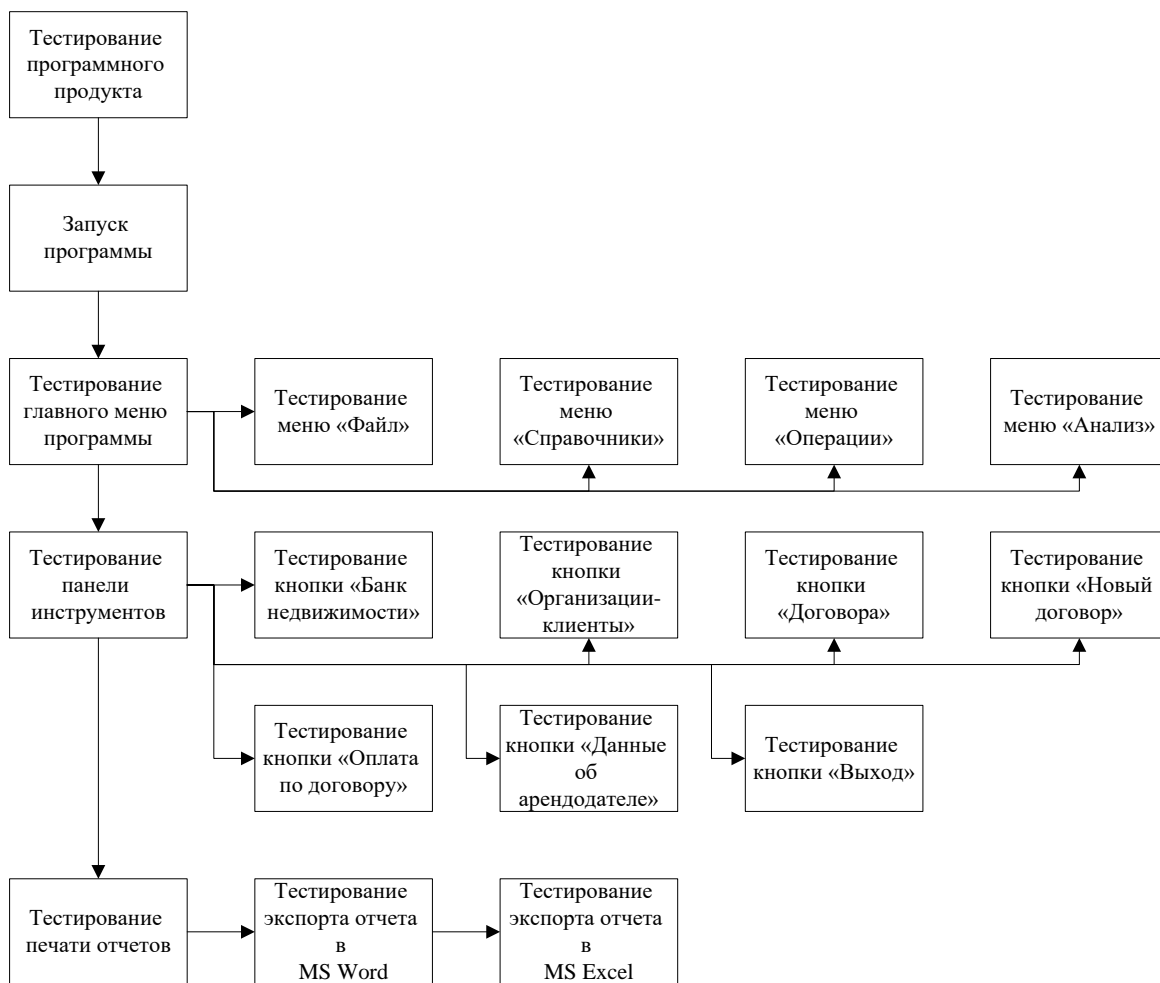 Тестирование
программного
продукта
Запуск
программы
Тестирование
главного меню
программы
Тестирование
меню «Файл»
Тестирование
меню
«Справочники»
Тестирование
меню
«Операции»
Тестирование
меню «Анализ»
Тестирование
панели
инструментов
Тестирование
кнопки «Банк
недвижимости»
Тестирование
кнопки
«Организации-
клиенты»
Тестирование
кнопки
«Договора»
Тестирование
кнопки «Новый
договор»
Тестирование
кнопки «Оплата
по договору»
Тестирование
кнопки «Данные
об
арендодателе»
Тестирование
кнопки «Выход»
Тестирование
печати отчетов
Тестирование
экспорта отчета
в
MS Word
Тестирование
экспорта отчета
в
MS Excel